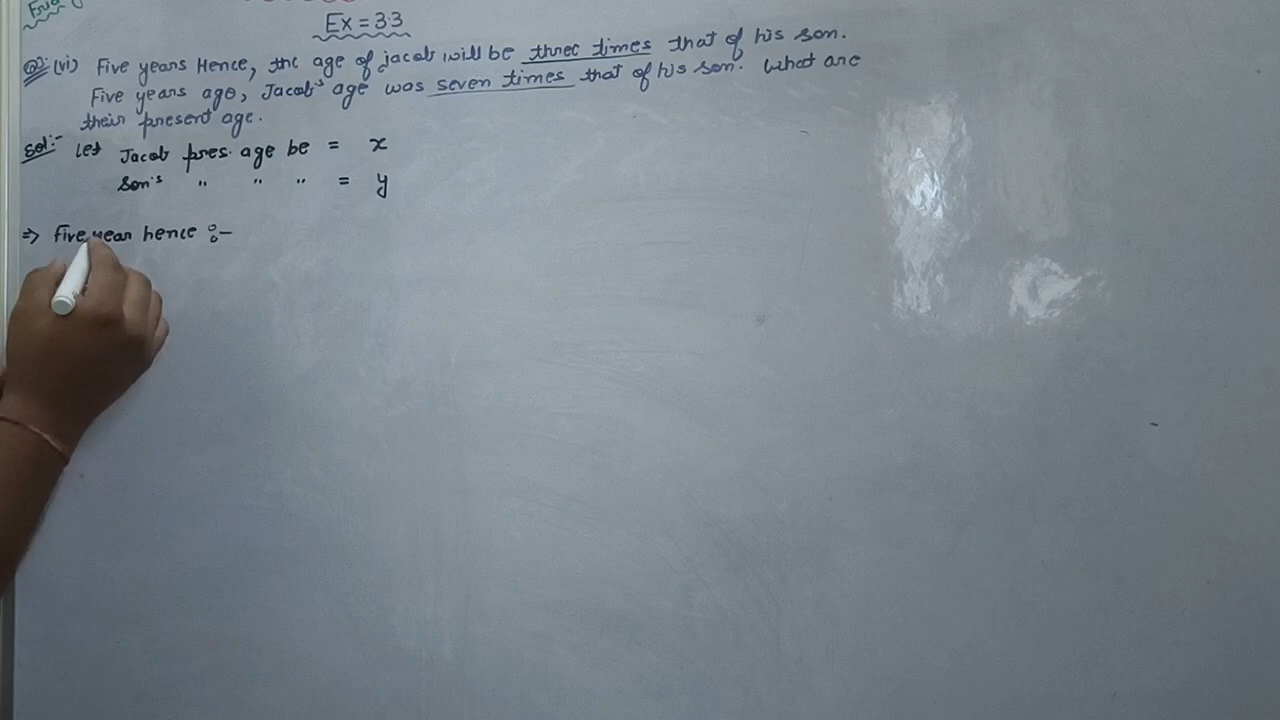 Ex = 3.3
Q3: (vi) Five years Hence, the age of jacob will be three times that of his son.
Five years ago, Jacob's age was seven times that of his son. What are
their present age.
Sol:- Let Jacob pres. age be = x
Son's " " " = y
⇒ Five year hence :-